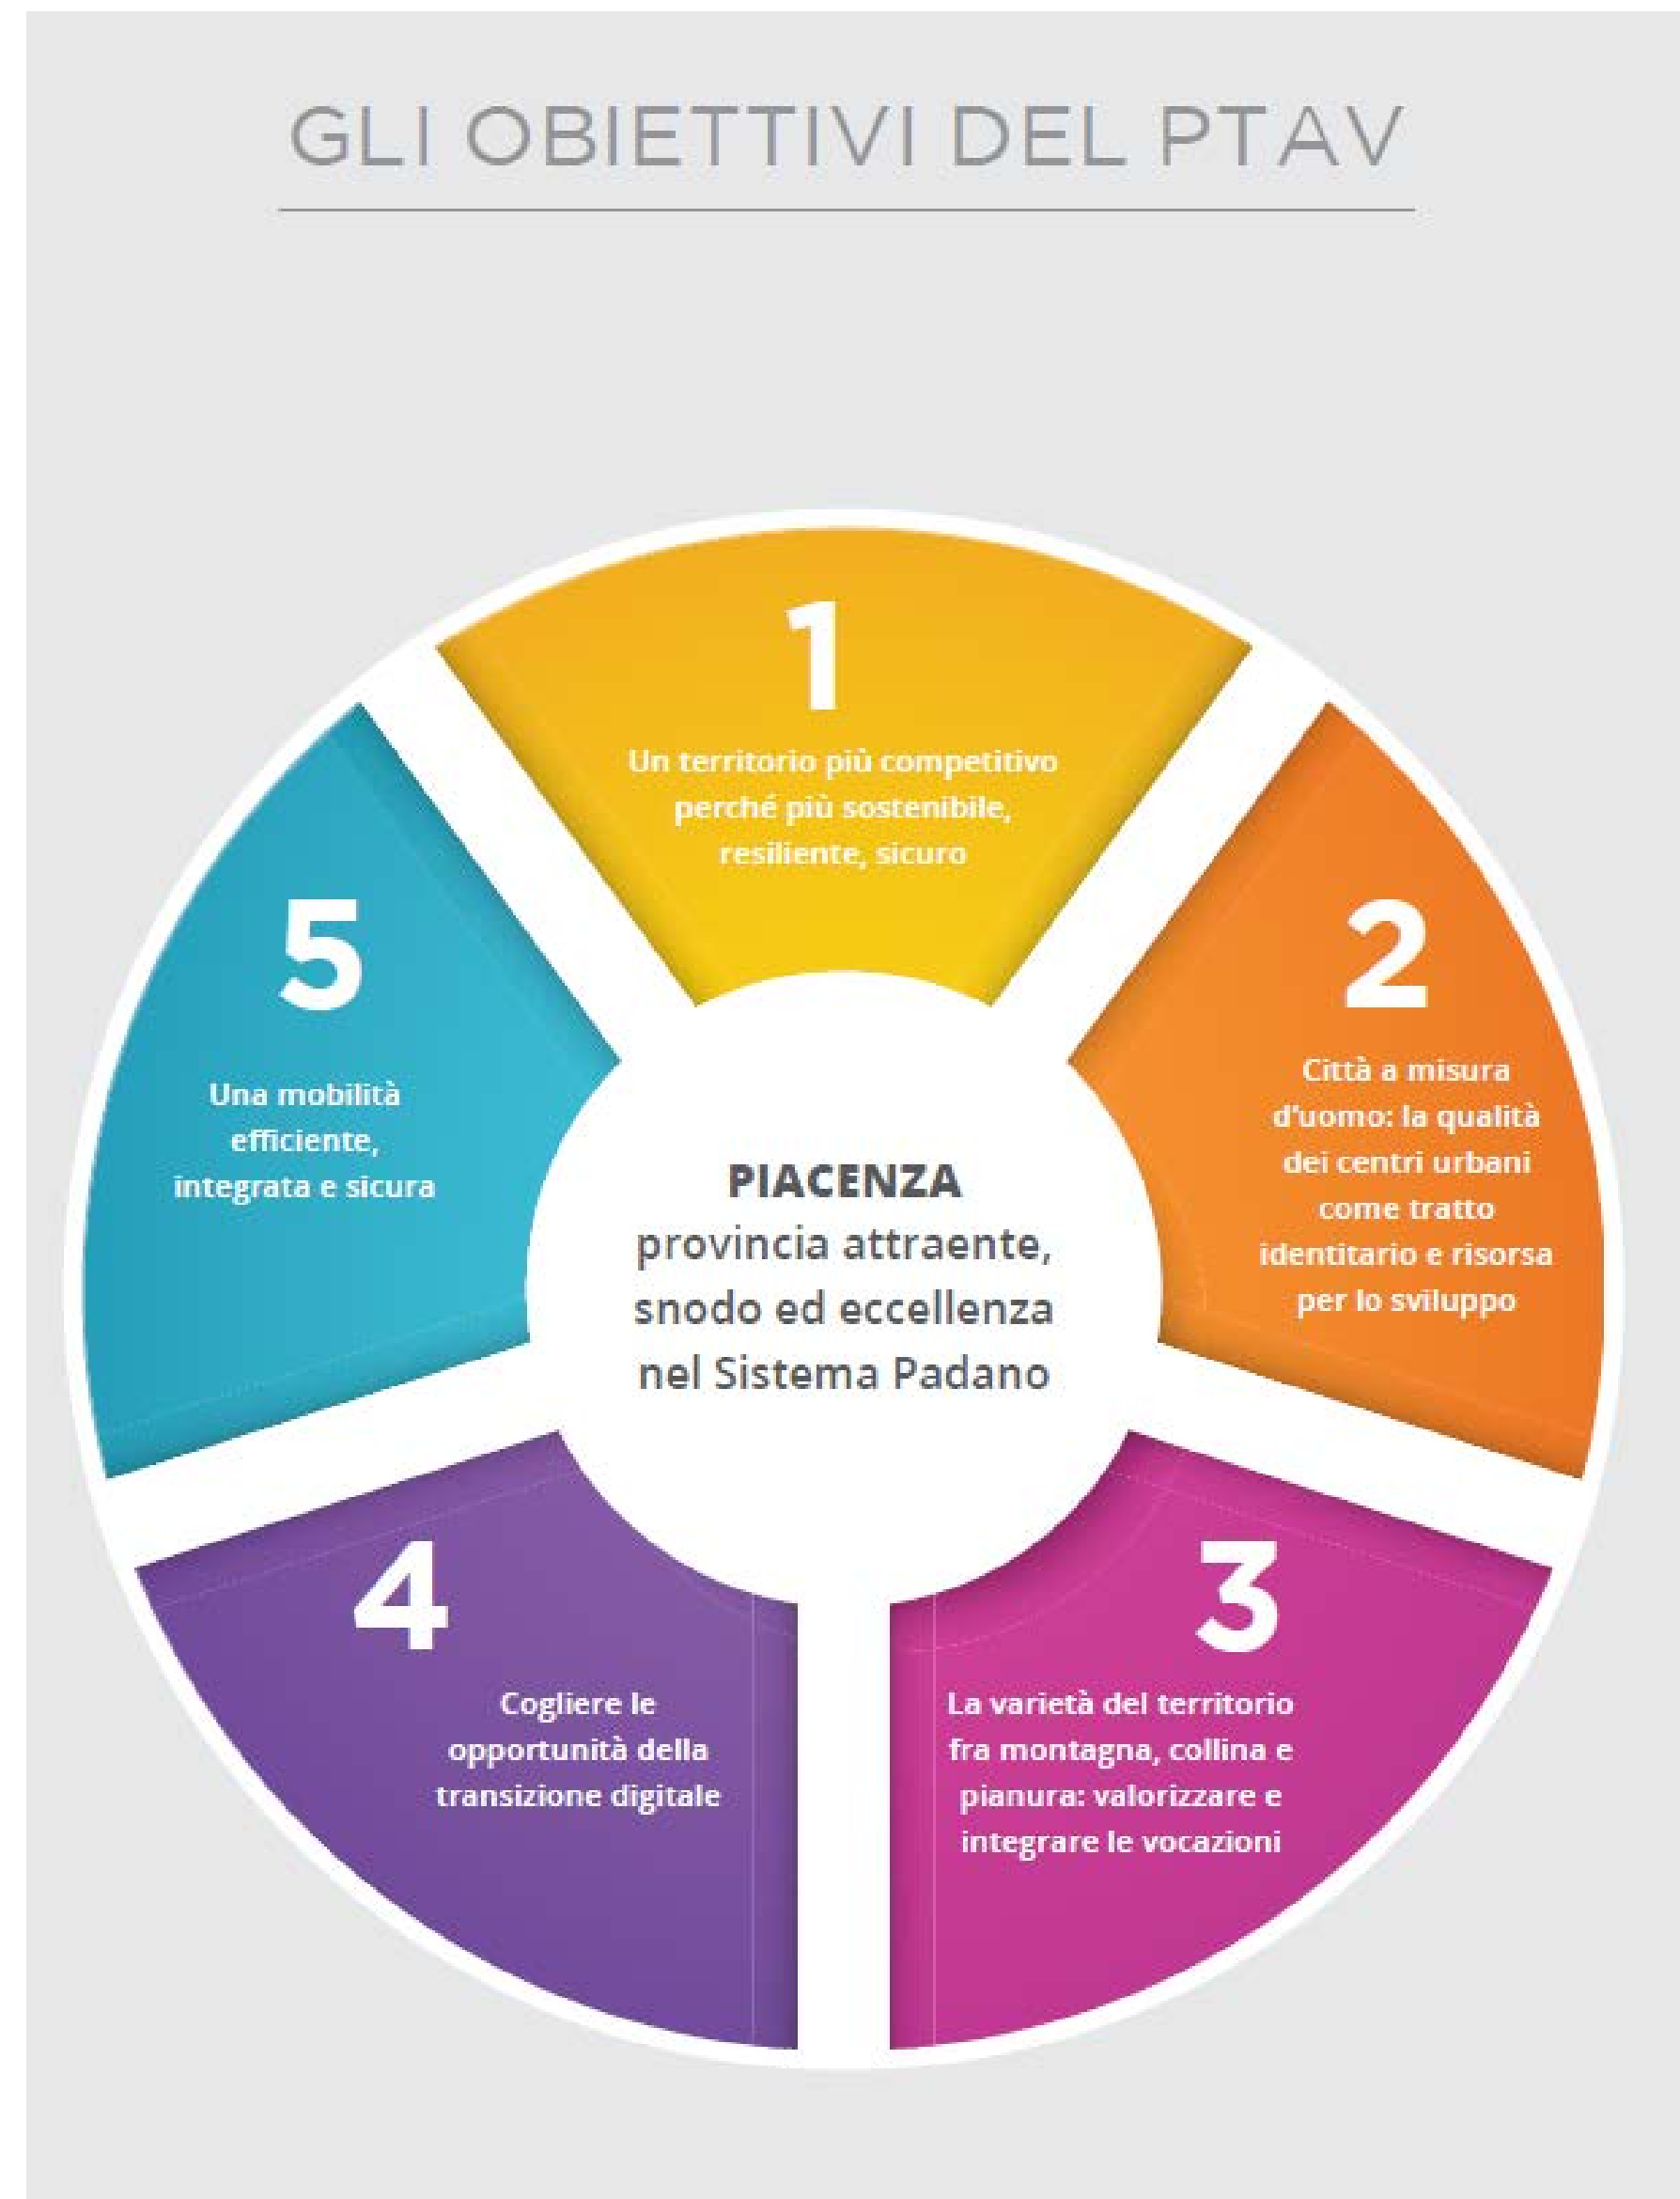 GLI OBIETTIVI DEL PTAV
1
Un territorio più competitivo
perché più sostenibile,
resiliente, sicuro
2
Città a misura
d'uomo: la qualità
dei centri urbani
come tratto
identitario e risorsa
per lo sviluppo
3
La varietà del territorio
fra montagna, collina e
pianura: valorizzare e
integrare le vocazioni
4
Cogliere le
opportunità della
transizione digitale
5
Una mobilità
efficiente,
integrata e sicura
PIACENZA
provincia attraente,
snodo ed eccellenza
nel Sistema Padano